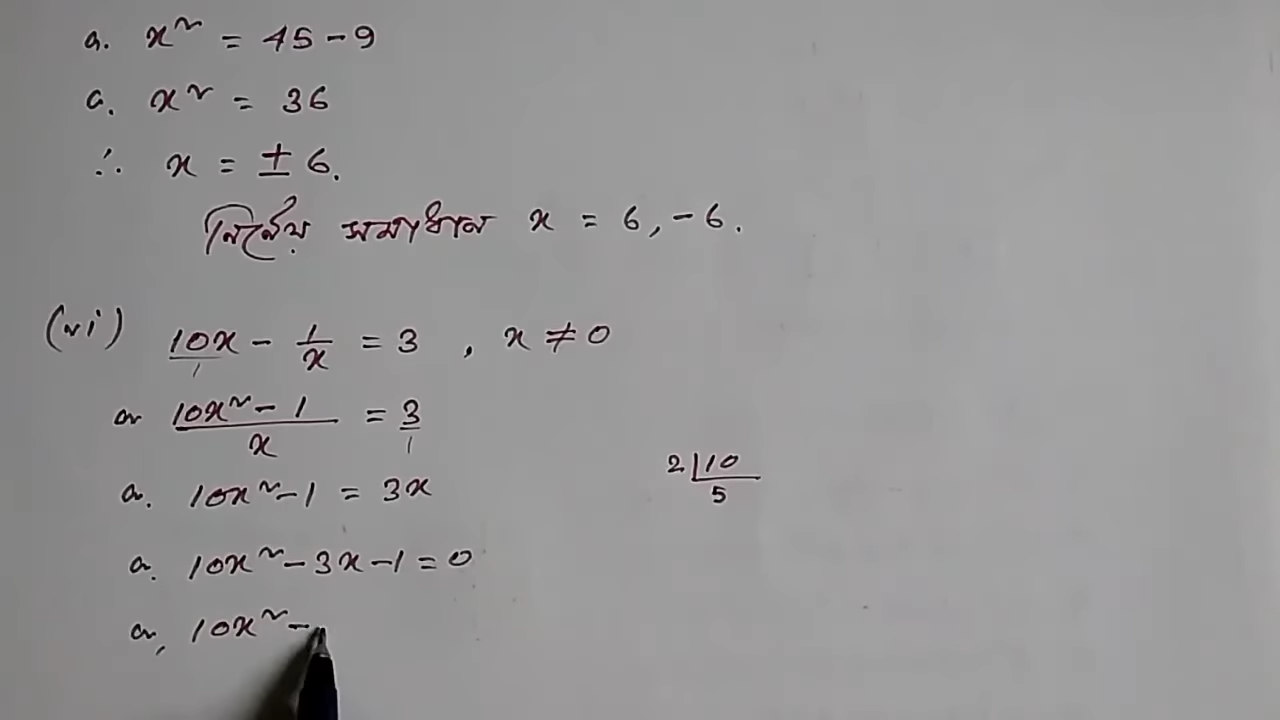 বা, x² = 45 - 9
বা, x² = 36
∴ x = ± 6.
নির্ণেয় সমাধান x = 6, -6.
(vi) 10x/1 - 1/x = 3 , x ≠ 0
বা (10x² - 1)/x = 3/1
বা, 10x² - 1 = 3x
2 | 10
5
বা, 10x² - 3x - 1 = 0
বা, 10x² -